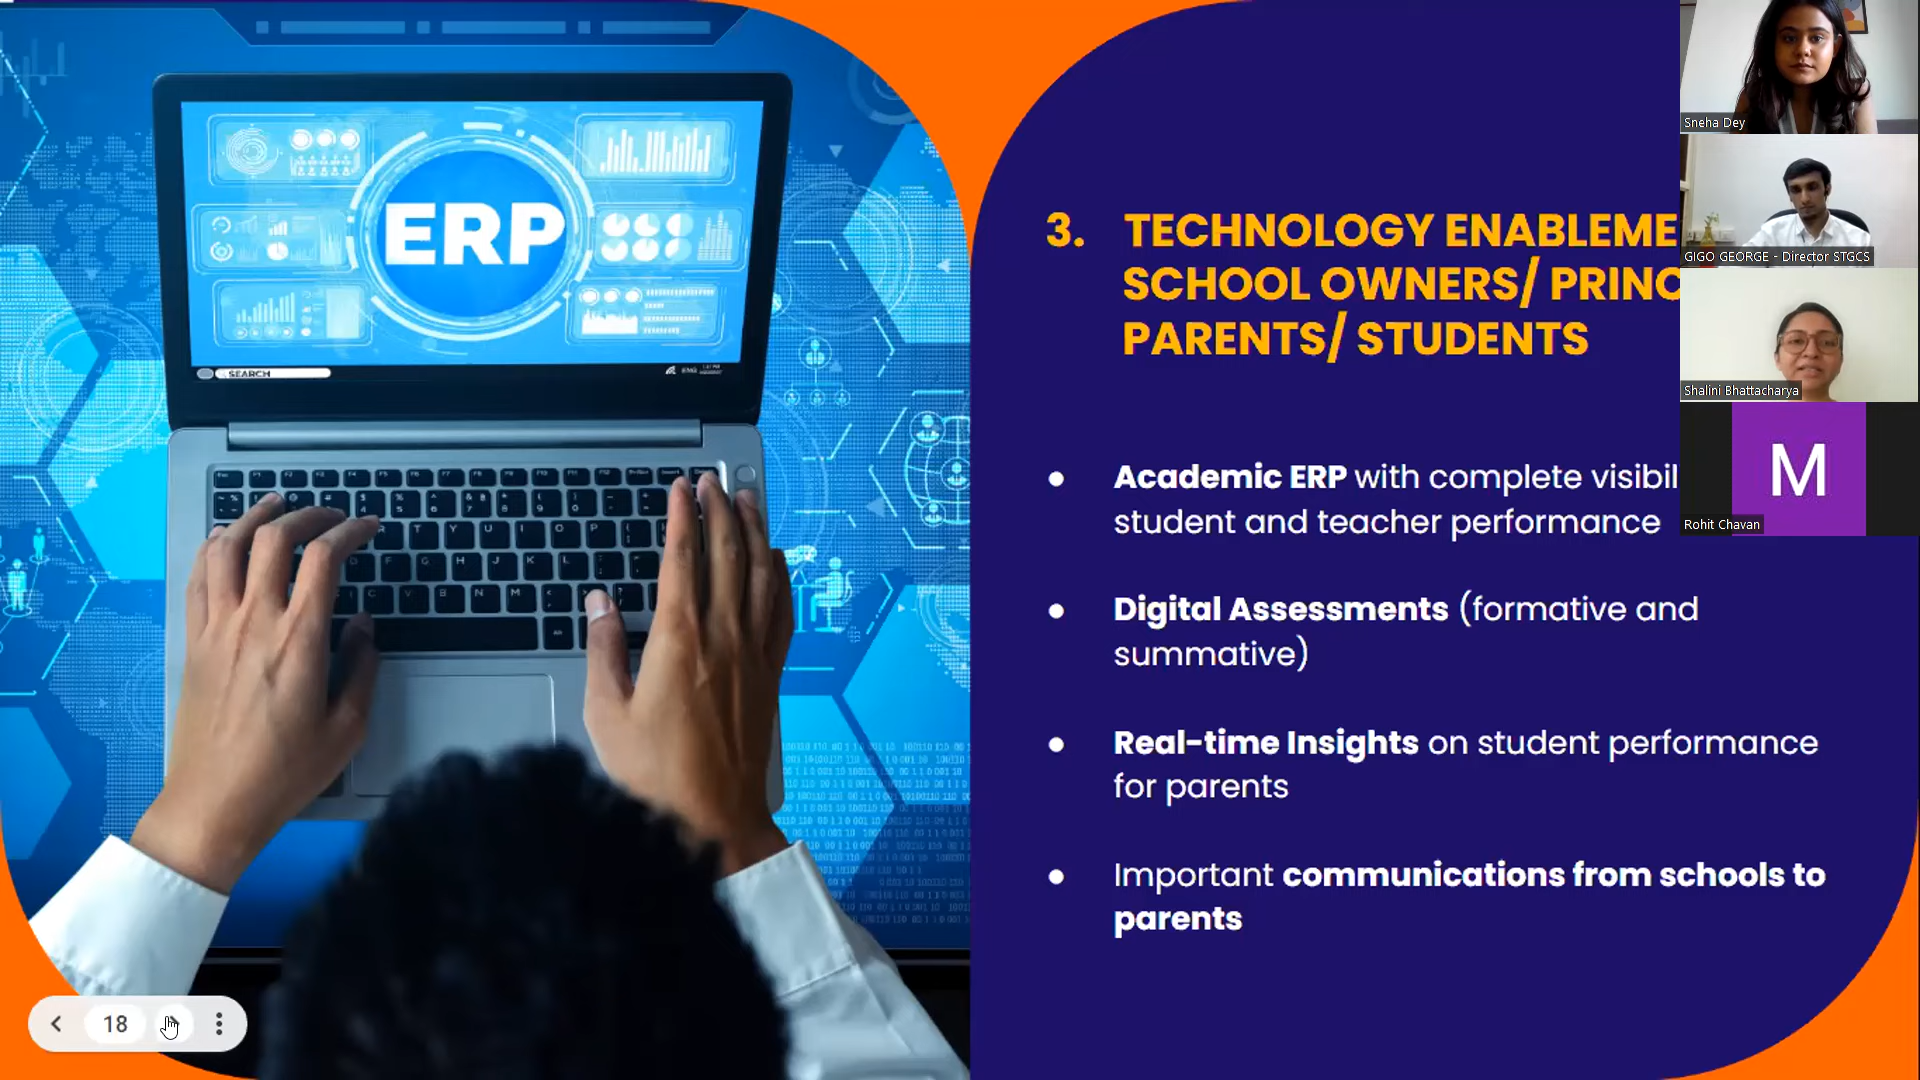 ERP
SEARCH
ENG
3. TECHNOLOGY ENABLEME
SCHOOL OWNERS/ PRINC
PARENTS/ STUDENTS
● Academic ERP with complete visibil
student and teacher performance
● Digital Assessments (formative and
summative)
● Real-time Insights on student performance
for parents
● Important communications from schools to
parents
Sneha Dey
GIGO GEORGE - Director STGCS
Shalini Bhattacharya
M
Rohit Chavan
18